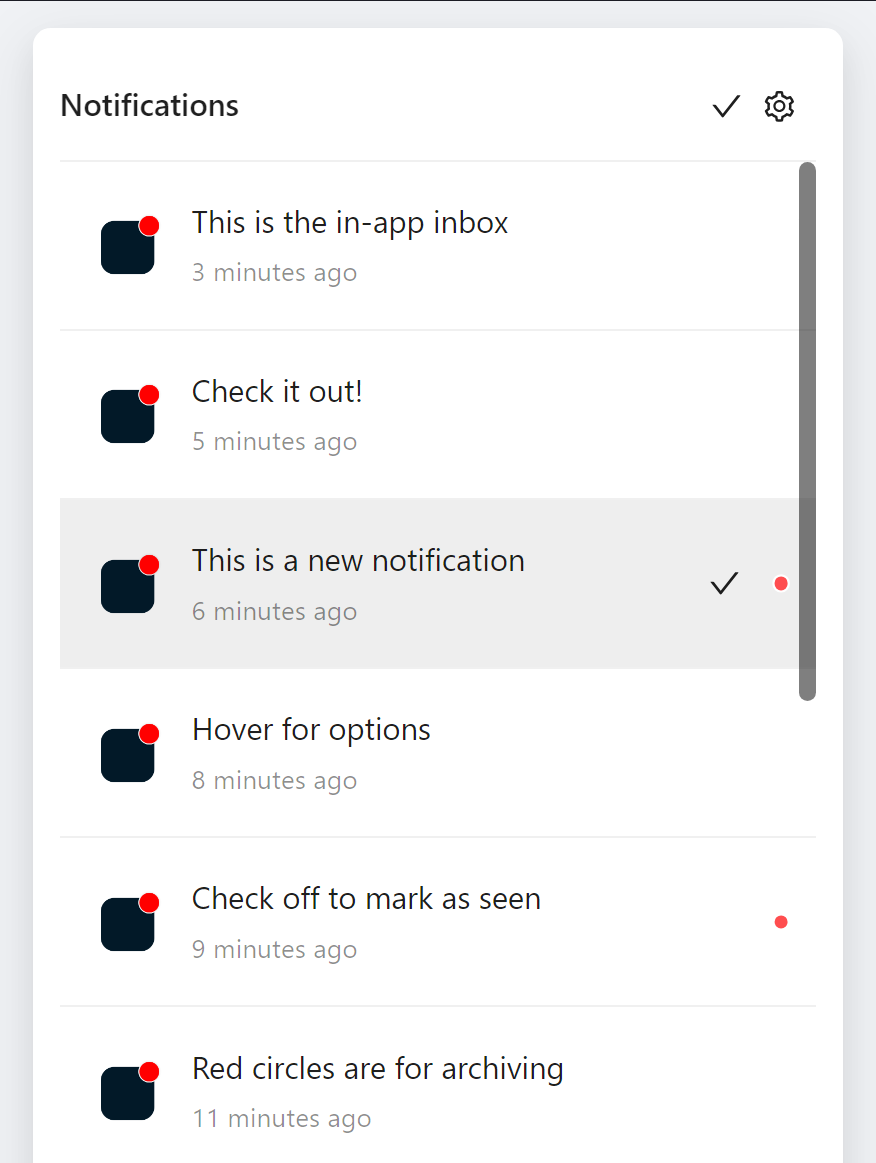 Notifications
This is the in-app inbox
3 minutes ago
Check it out!
5 minutes ago
This is a new notification
6 minutes ago
Hover for options
8 minutes ago
Check off to mark as seen
9 minutes ago
Red circles are for archiving
11 minutes ago